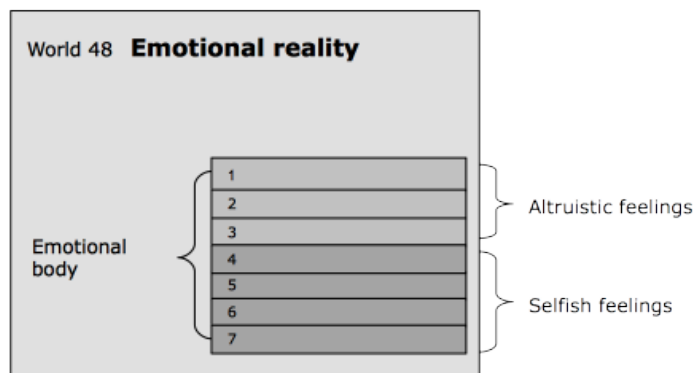 World 48 Emotional reality
1
2
3
4
5
6
7
Emotional
body
Altruistic feelings
Selfish feelings